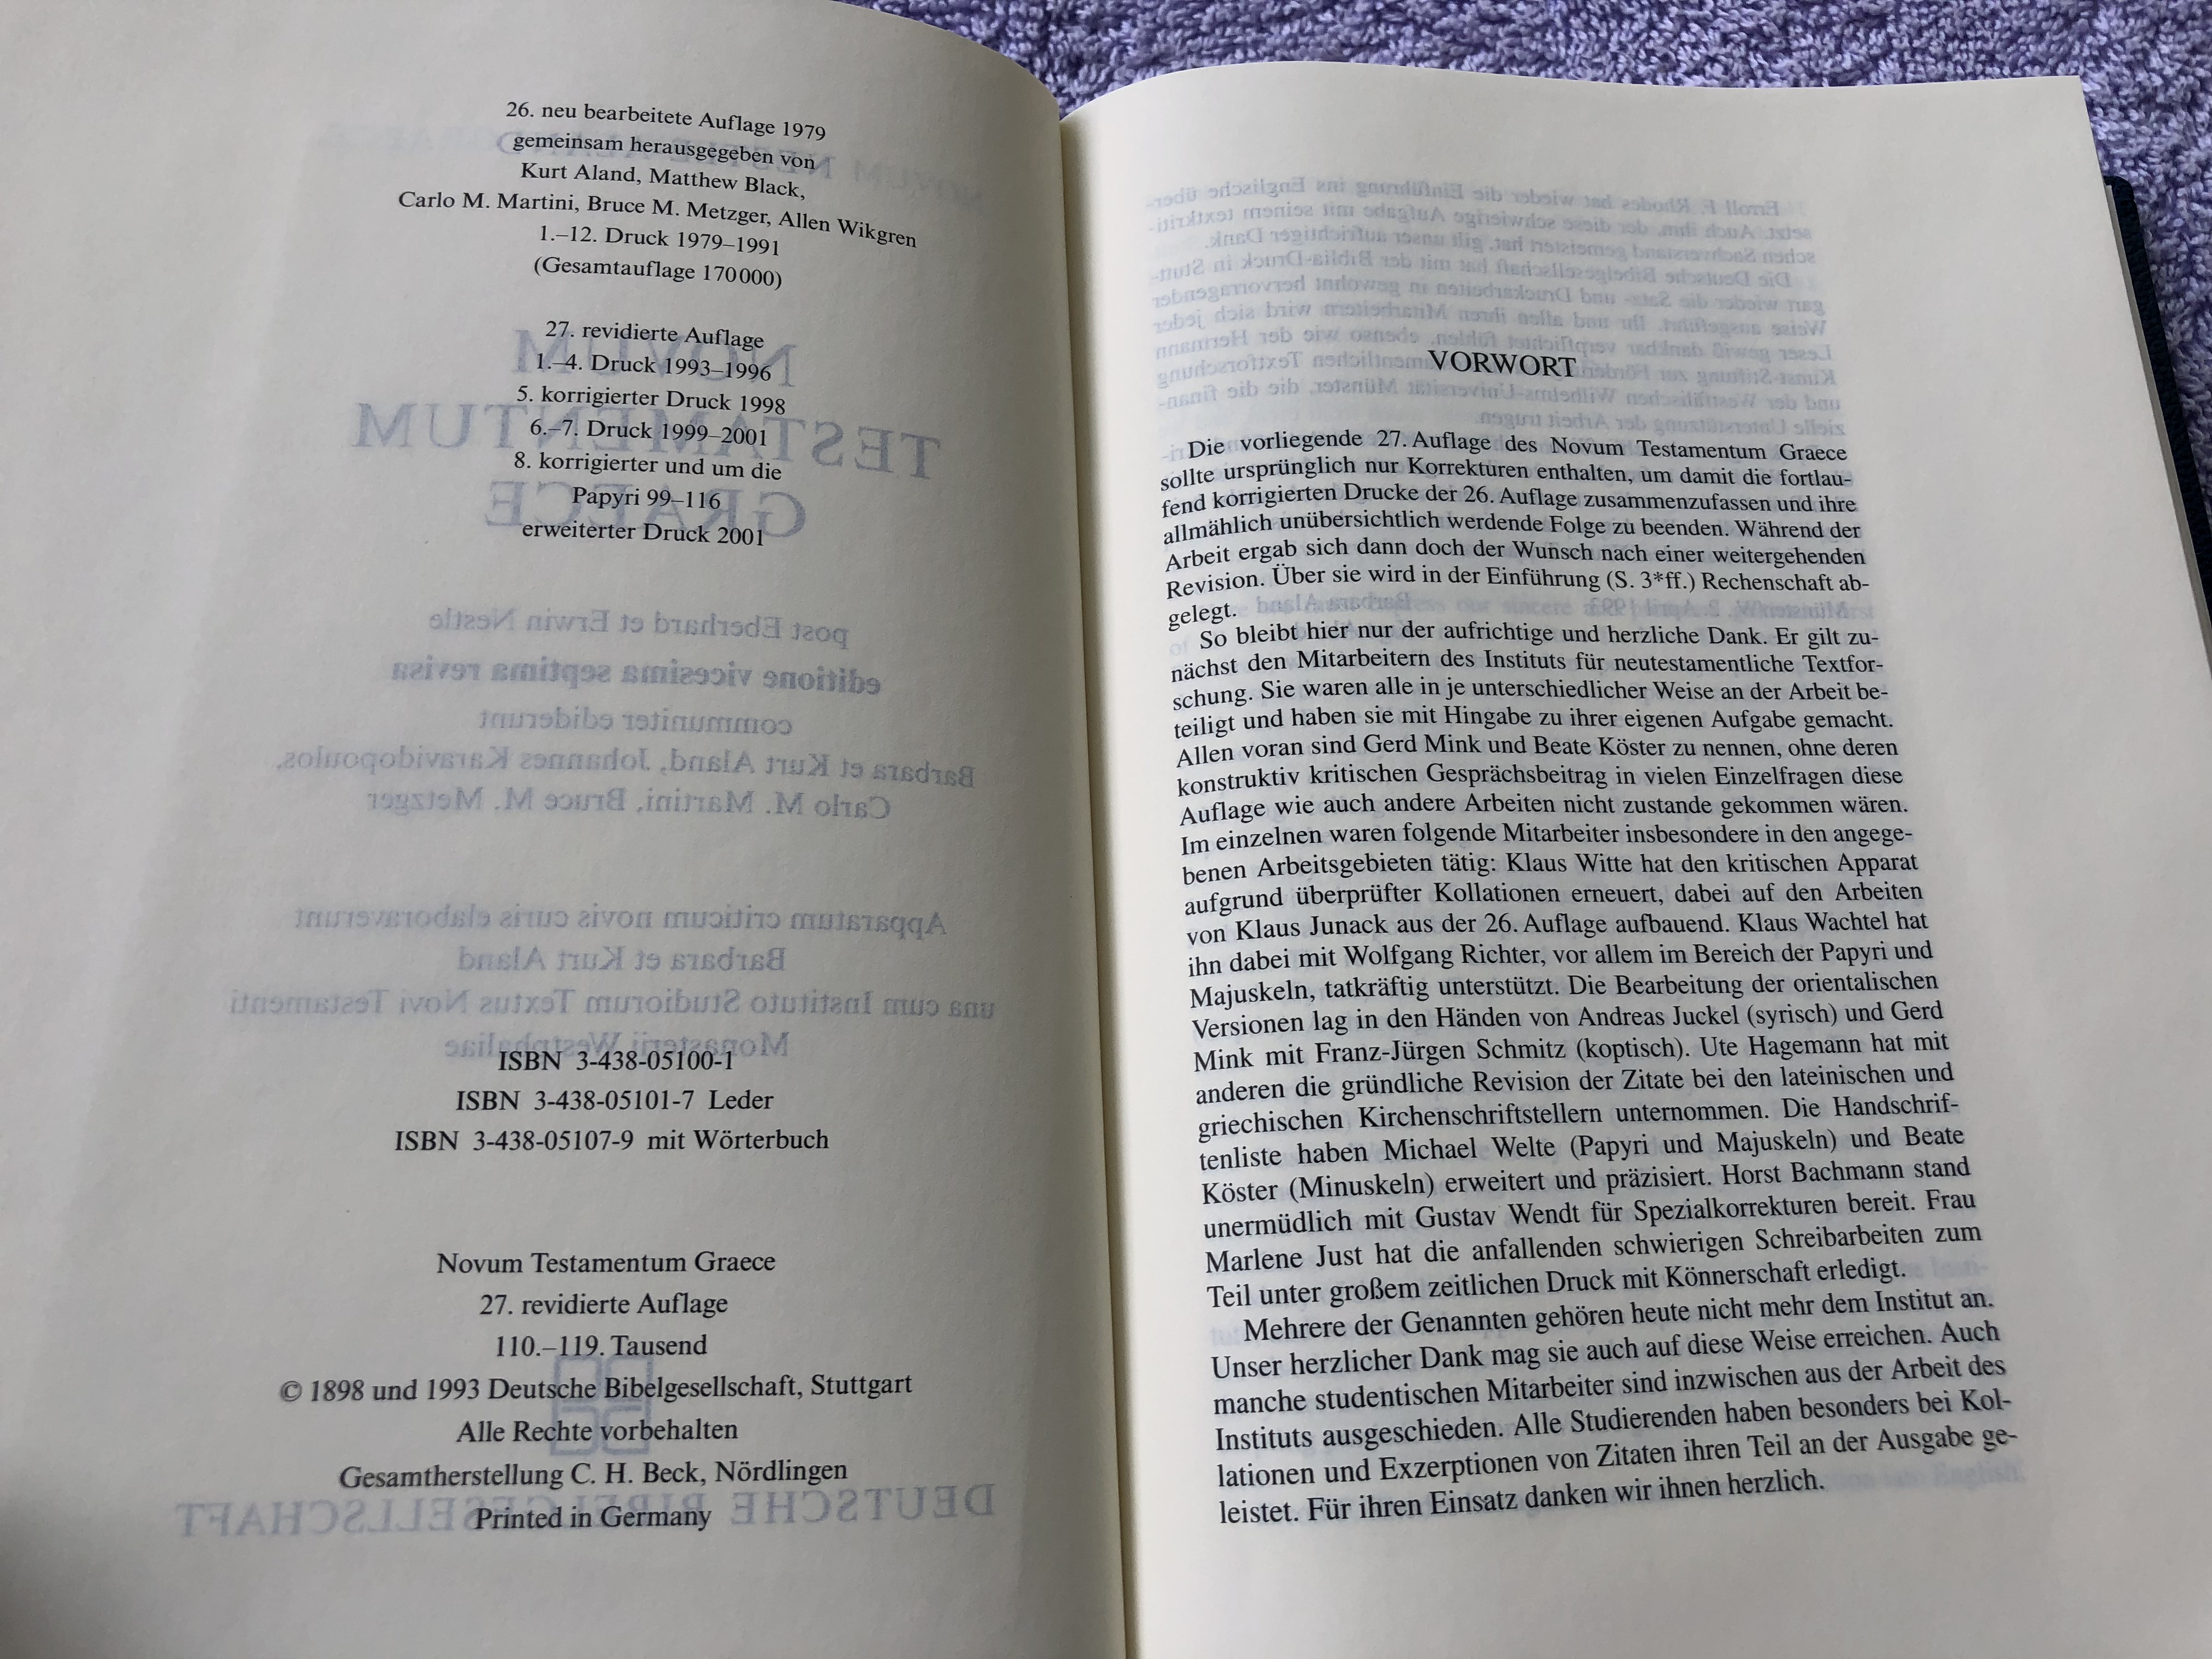 26. neu bearbeitete Auflage 1979
gemeinsam herausgegeben von
Kurt Aland, Matthew Black,
Carlo M. Martini, Bruce M. Metzger, Allen Wikgren
1.–12. Druck 1979–1991
(Gesamtauflage 170 000)
27. revidierte Auflage
1.–4. Druck 1993–1996
5. korrigierter Druck 1998
6.–7. Druck 1999–2001
8. korrigierter und um die
Papyri 99–116
erweiterter Druck 2001
ISBN 3-438-05100-1
ISBN 3-438-05101-7 Leder
ISBN 3-438-05107-9 mit Wörterbuch
Novum Testamentum Graece
27. revidierte Auflage
110.–119. Tausend
© 1898 und 1993 Deutsche Bibelgesellschaft, Stuttgart
Alle Rechte vorbehalten
Gesamtherstellung C. H. Beck, Nördlingen
Printed in Germany
VORWORT
Die vorliegende 27. Auflage des Novum Testamentum Graece
sollte ursprünglich nur Korrekturen enthalten, um damit die fortlau-
fend korrigierten Drucke der 26. Auflage zusammenzufassen und ihre
allmählich unübersichtlich werdende Folge zu beenden. Während der
Arbeit ergab sich dann doch der Wunsch nach einer weitergehenden
Revision. Über sie wird in der Einführung (S. 3*ff.) Rechenschaft ab-
gelegt.
So bleibt hier nur der aufrichtige und herzliche Dank. Er gilt zu-
nächst den Mitarbeitern des Instituts für neutestamentliche Textfor-
schung. Sie waren alle in je unterschiedlicher Weise an der Arbeit be-
teiligt und haben sie mit Hingabe zu ihrer eigenen Aufgabe gemacht.
Allen voran sind Gerd Mink und Beate Köster zu nennen, ohne deren
konstruktiv kritischen Gesprächsbeitrag in vielen Einzelfragen diese
Auflage wie auch andere Arbeiten nicht zustande gekommen wären.
Im einzelnen waren folgende Mitarbeiter insbesondere in den angege-
benen Arbeitsgebieten tätig: Klaus Witte hat den kritischen Apparat
aufgrund überprüfter Kollationen erneuert, dabei auf den Arbeiten
von Klaus Junack aus der 26. Auflage aufbauend. Klaus Wachtel hat
ihn dabei mit Wolfgang Richter, vor allem im Bereich der Papyri und
Majuskeln, tatkräftig unterstützt. Die Bearbeitung der orientalischen
Versionen lag in den Händen von Andreas Juckel (syrisch) und Gerd
Mink mit Franz-Jürgen Schmitz (koptisch). Ute Hagemann hat mit
anderen die gründliche Revision der Zitate bei den lateinischen und
griechischen Kirchenschriftstellern unternommen. Die Handschrif-
tenliste haben Michael Welte (Papyri und Majuskeln) und Beate
Köster (Minuskeln) erweitert und präzisiert. Horst Bachmann stand
unermüdlich mit Gustav Wendt für Spezialkorrekturen bereit. Frau
Marlene Just hat die anfallenden schwierigen Schreibarbeiten zum
Teil unter großem zeitlichen Druck mit Könnerschaft erledigt.
Mehrere der Genannten gehören heute nicht mehr dem Institut an.
Unser herzlicher Dank mag sie auch auf diese Weise erreichen. Auch
manche studentischen Mitarbeiter sind inzwischen aus der Arbeit des
Instituts ausgeschieden. Alle Studierenden haben besonders bei Kol-
lationen und Exzerptionen von Zitaten ihren Teil an der Ausgabe ge-
leistet. Für ihren Einsatz danken wir ihnen herzlich.